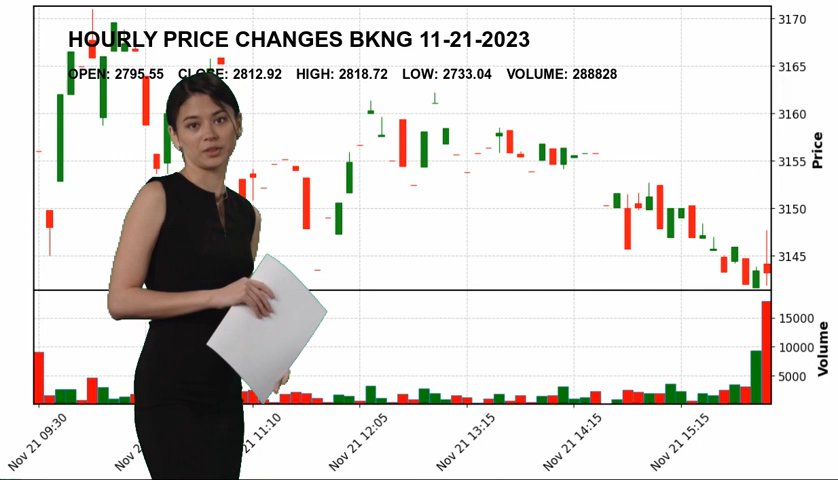 HOURLY PRICE CHANGES BKNG 11-21-2023
OPEN: 2795.55 CLOSE: 2812.92 HIGH: 2818.72 LOW: 2733.04 VOLUME: 288828
3170
3165
3160
3155
3150
3145
Price
15000
10000
5000
Volume
Nov 21 09:30
Nov 21 11:10
Nov 21 12:05
Nov 21 13:15
Nov 21 14:15
Nov 21 15:15